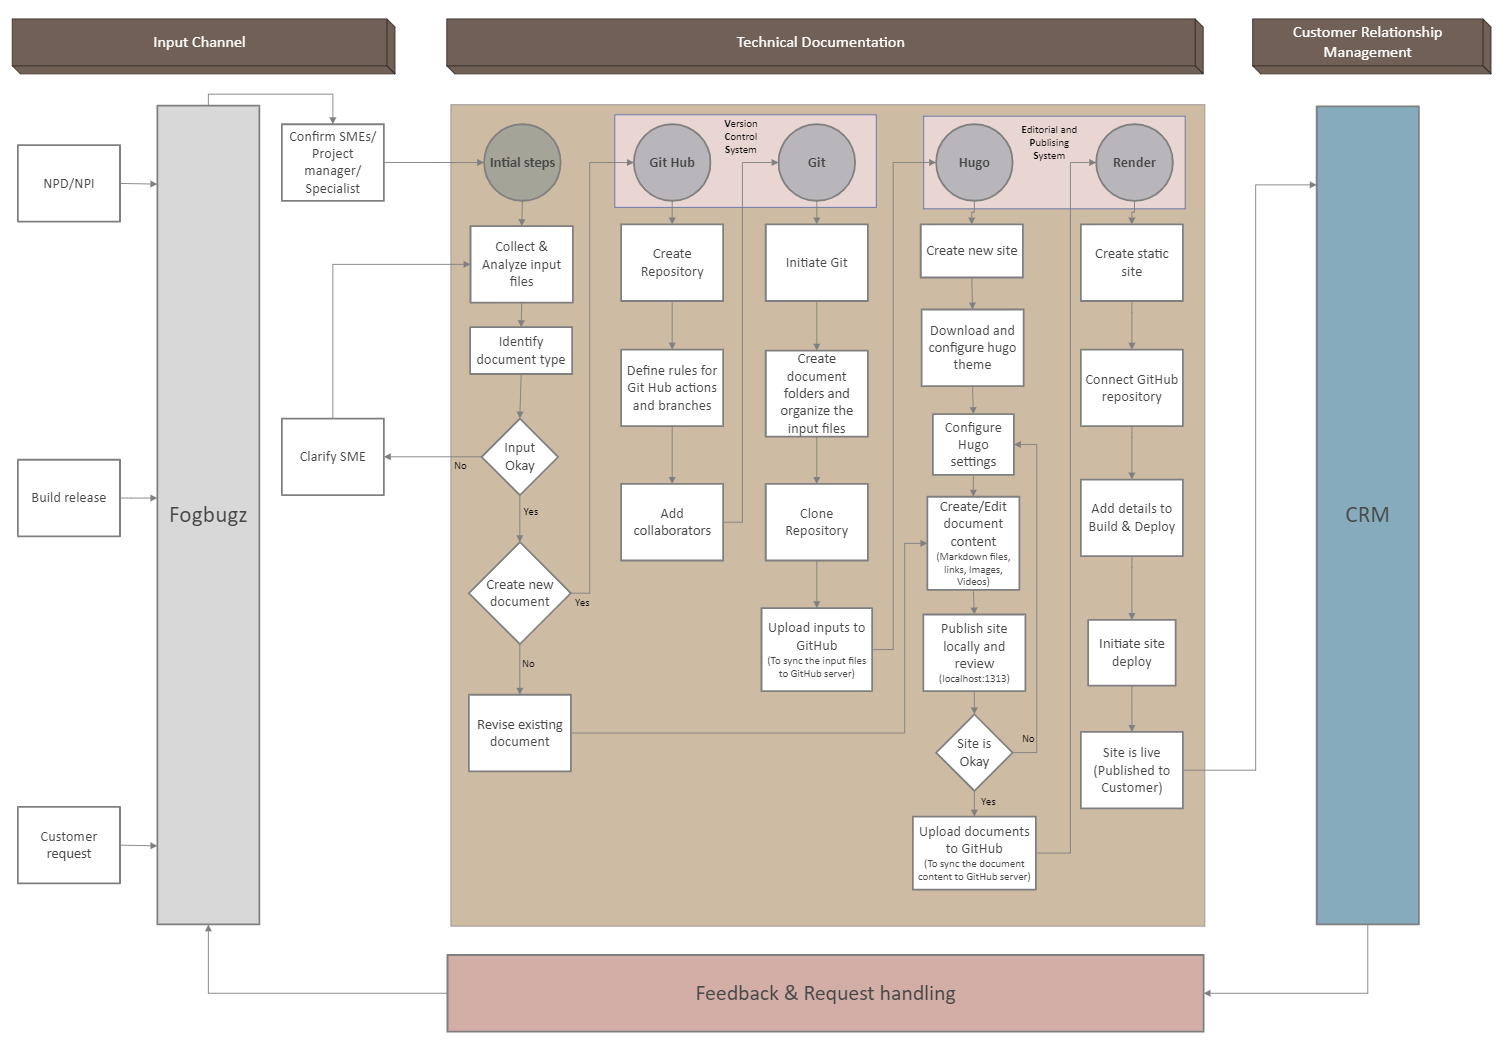 Input Channel
Technical Documentation
Customer Relationship
Management
NPD/NPI
Build release
Customer
request
Fogbugz
Confirm SMEs/
Project
manager/
Specialist
Clarify SME
Intial steps
Collect &
Analyze input
files
Identify
document type
Input
Okay
No
Yes
Create new
document
Yes
No
Revise existing
document
Version
Control
System
Git Hub
Create
Repository
Define rules for
Git Hub actions
and branches
Add
collaborators
Git
Initiate Git
Create
document
folders and
organize the
input files
Clone
Repository
Upload inputs to
GitHub
(To sync the input files
to GitHub server)
Editorial and
Publising
System
Hugo
Create new site
Download and
configure hugo
theme
Configure
Hugo
settings
Create/Edit
document
content
(Markdown files,
links, Images,
Videos)
Publish site
locally and
review
(localhost:1313)
Site is
Okay
No
Yes
Upload documents
to GitHub
(To sync the document
content to GitHub server)
Render
Create static
site
Connect GitHub
repository
Add details to
Build & Deploy
Initiate site
deploy
Site is live
(Published to
Customer)
CRM
Feedback & Request handling